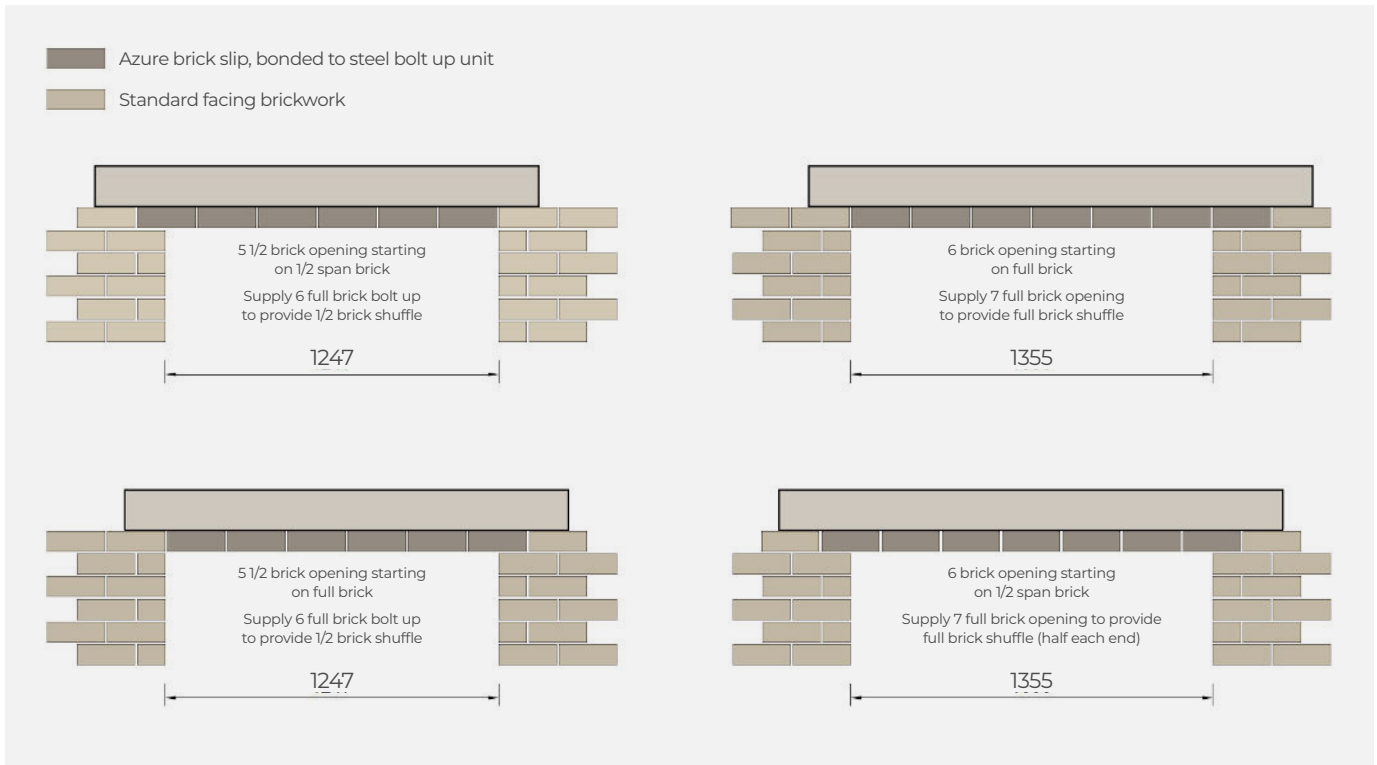 Azure brick slip, bonded to steel bolt up unit
Standard facing brickwork
5 1/2 brick opening starting
on 1/2 span brick
Supply 6 full brick bolt up
to provide 1/2 brick shuffle
1247
6 brick opening starting
on full brick
Supply 7 full brick opening
to provide full brick shuffle
1355
5 1/2 brick opening starting
on full brick
Supply 6 full brick bolt up
to provide 1/2 brick shuffle
1247
6 brick opening starting
on 1/2 span brick
Supply 7 full brick opening to provide
full brick shuffle (half each end)
1355